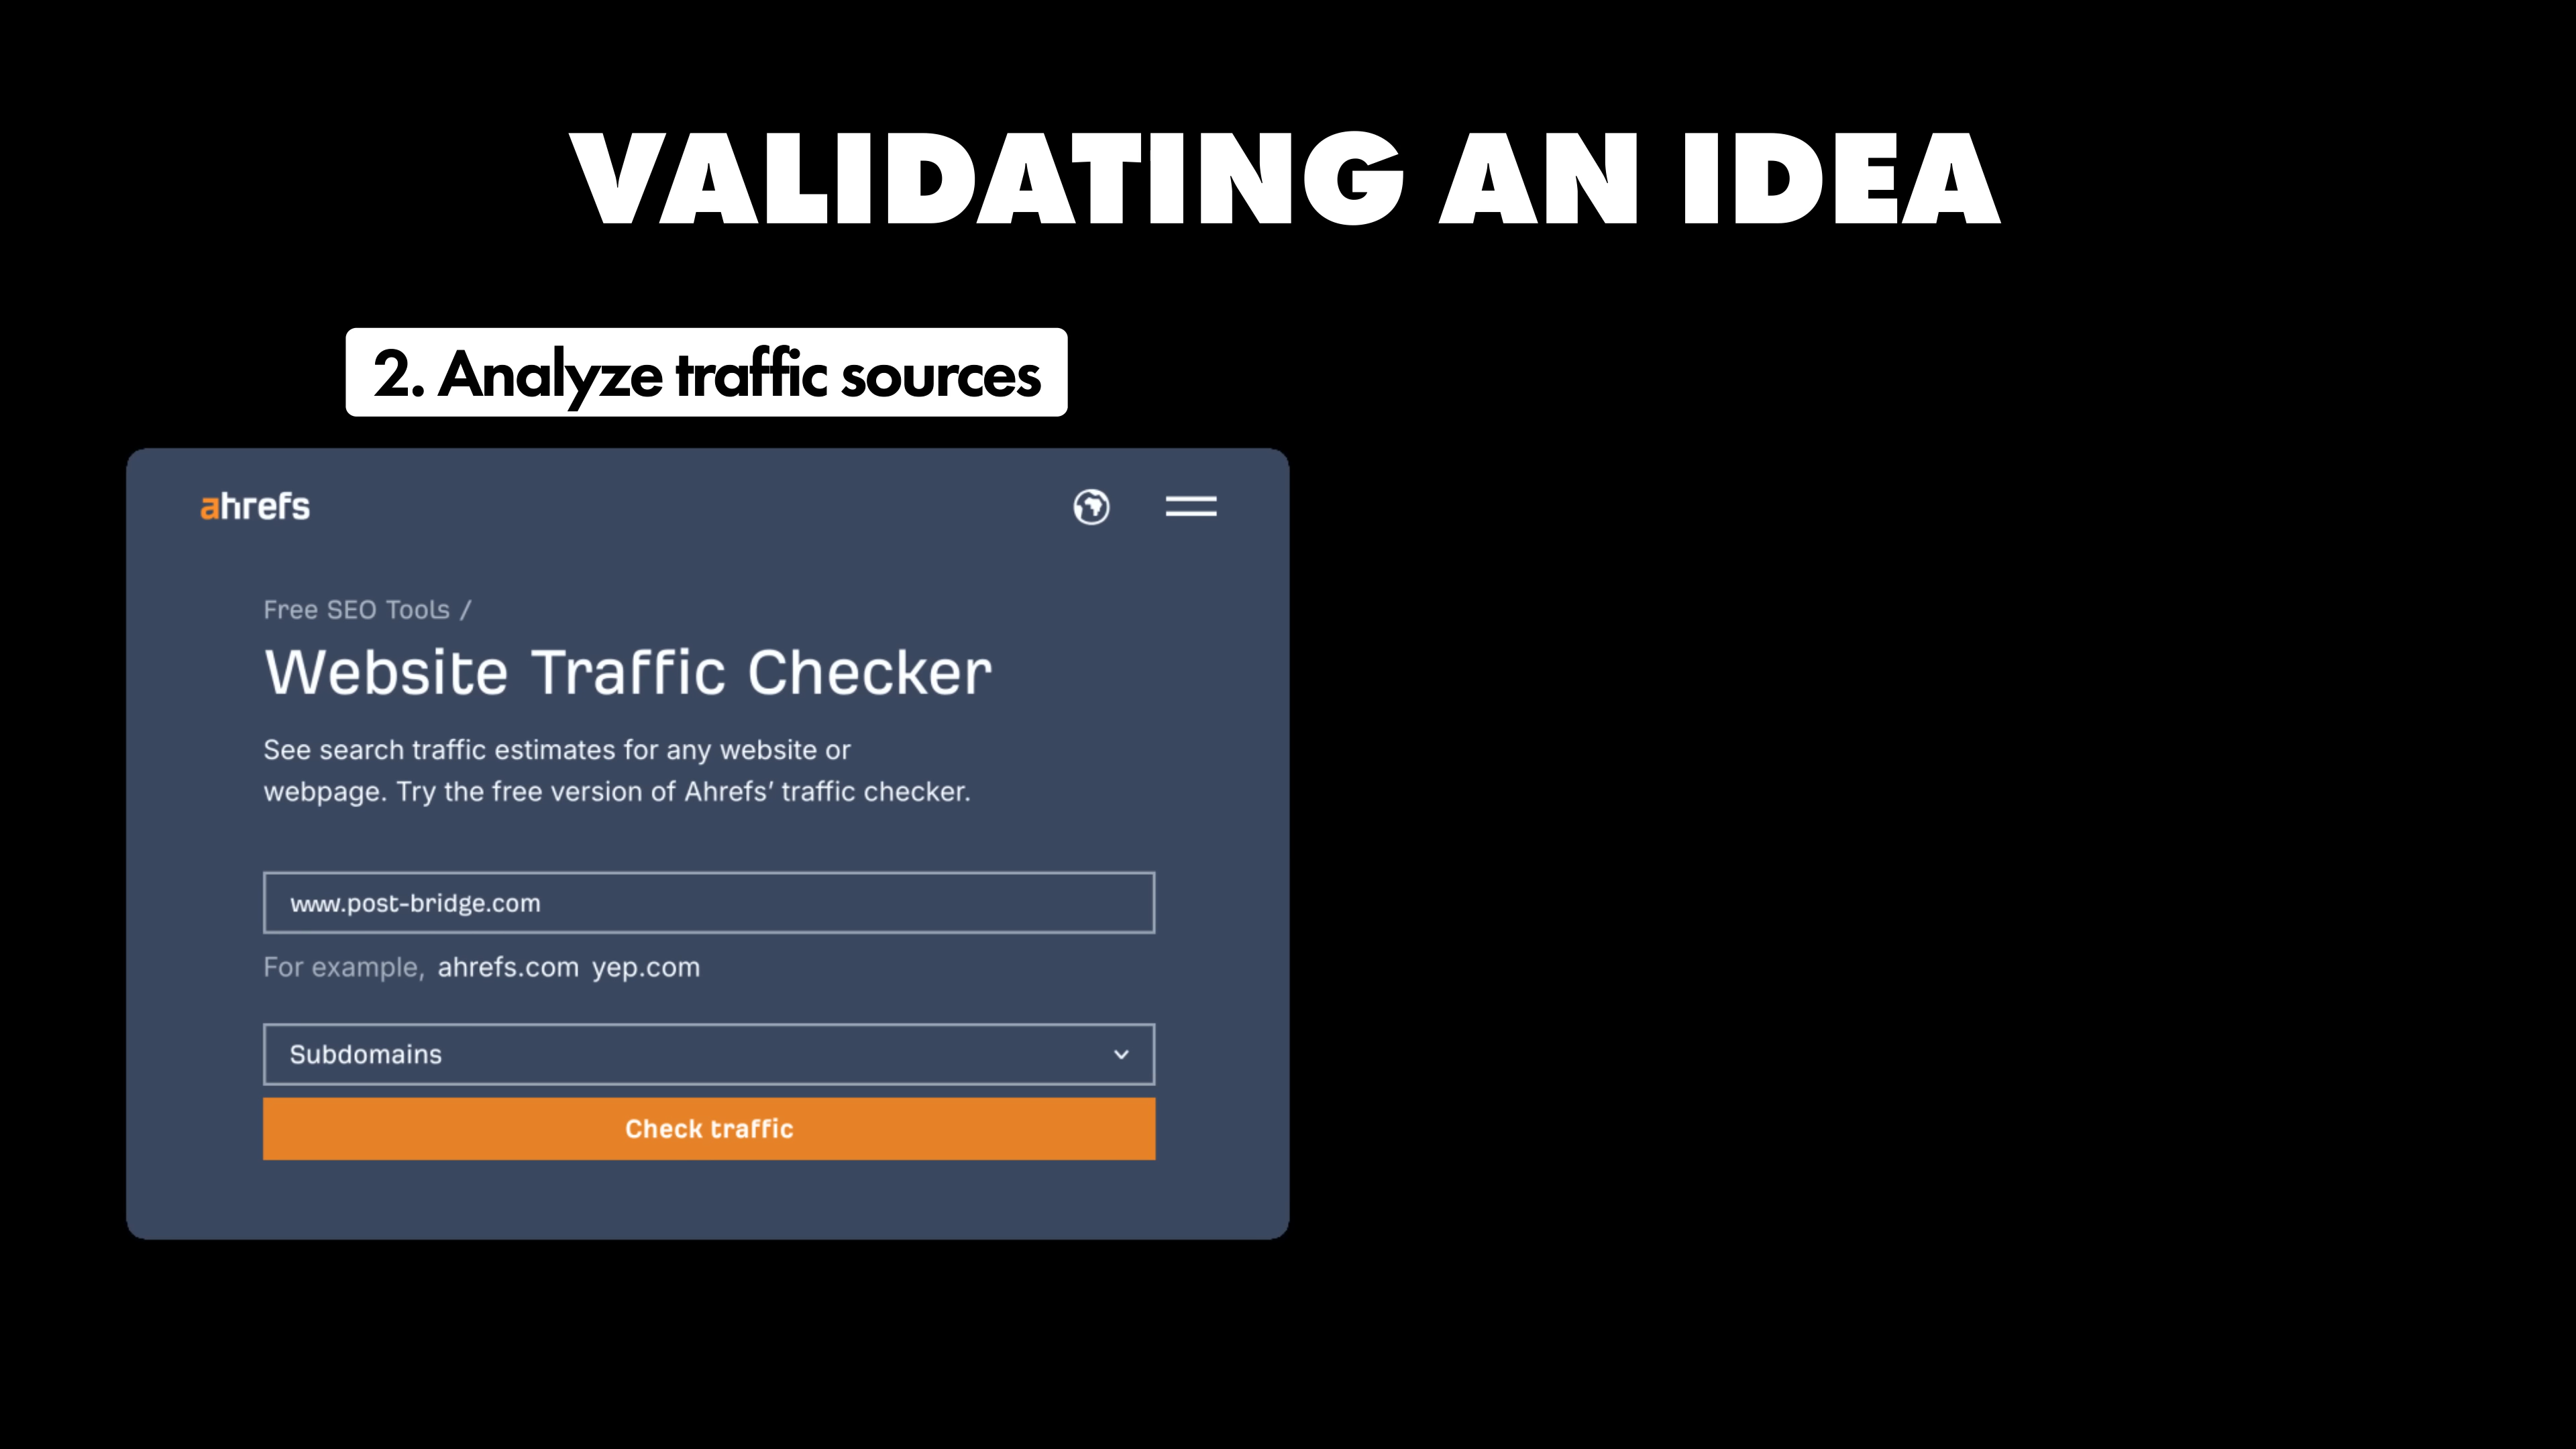 VALIDATING AN IDEA
2. Analyze traffic sources
ahrefs
Free SEO Tools /
Website Traffic Checker
See search traffic estimates for any website or
webpage. Try the free version of Ahrefs’ traffic checker.
www.post-bridge.com
For example, ahrefs.com yep.com
Subdomains
Check traffic